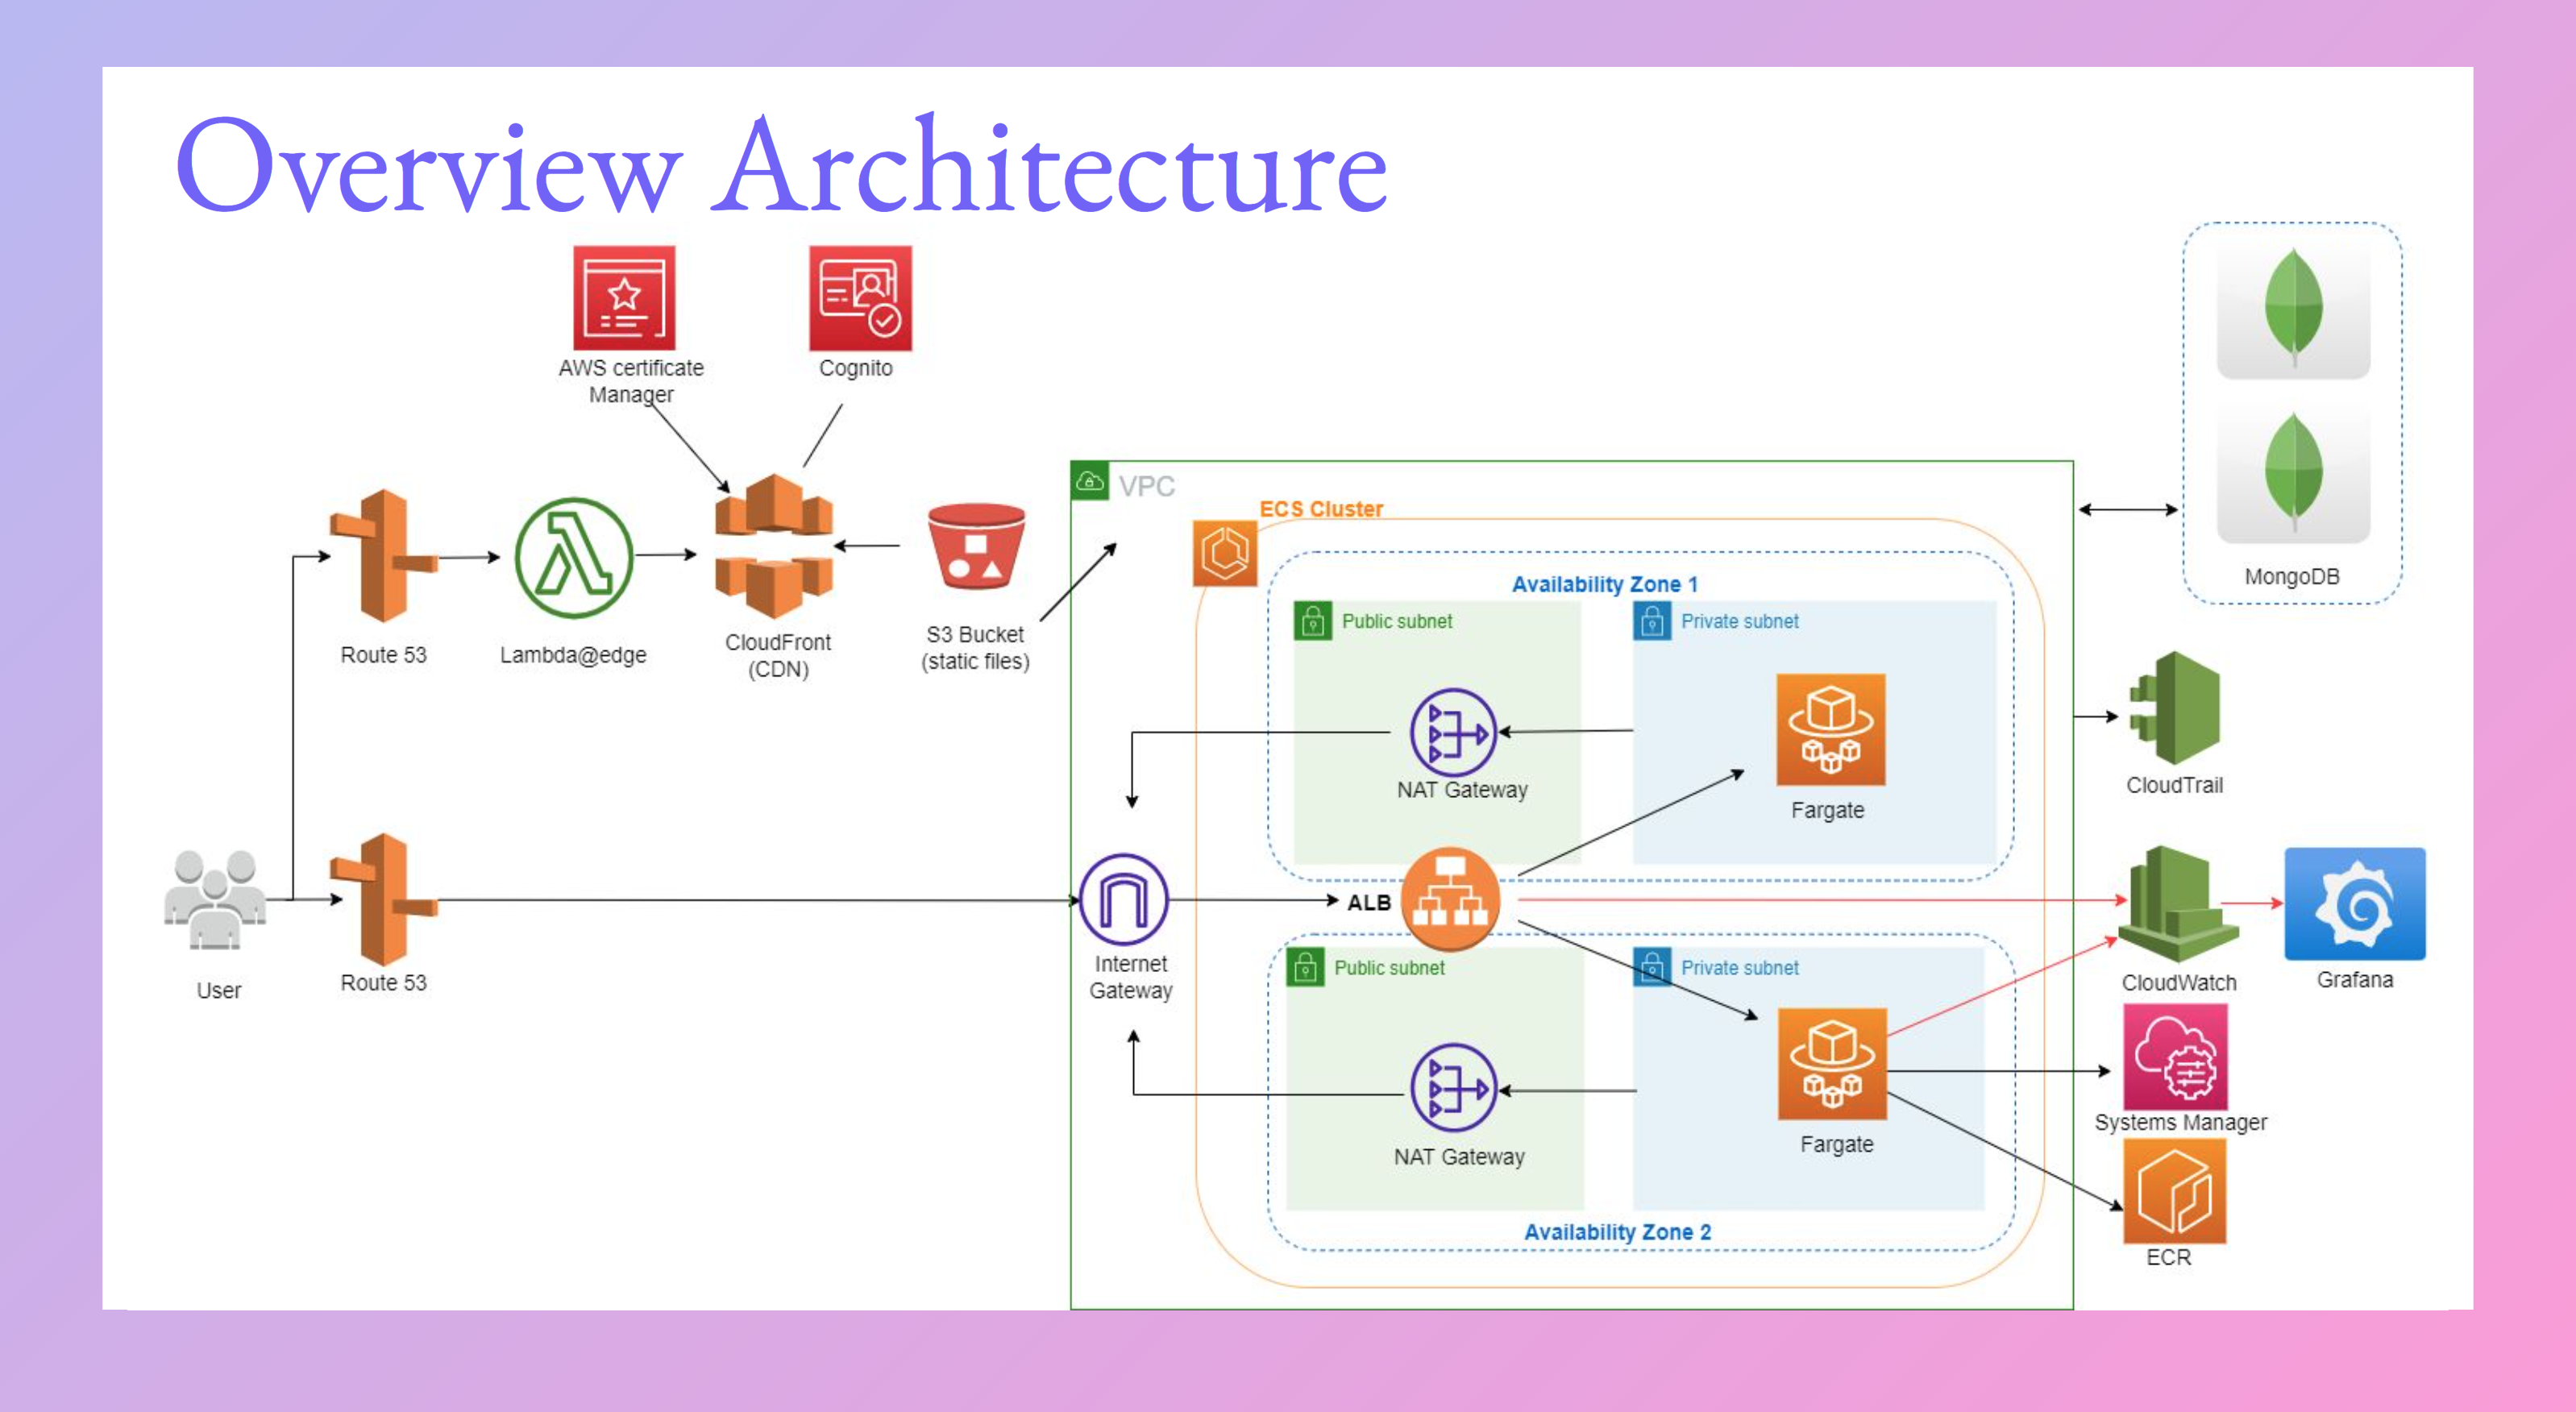 Overview Architecture
AWS certificate
Manager
Cognito
MongoDB
VPC
ECS Cluster
Availability Zone 1
Public subnet
Private subnet
Route 53
Lambda@edge
CloudFront
(CDN)
S3 Bucket
(static files)
NAT Gateway
Fargate
CloudTrail
User
Route 53
Internet
Gateway
ALB
CloudWatch
Grafana
Public subnet
Private subnet
NAT Gateway
Fargate
Systems Manager
Availability Zone 2
ECR